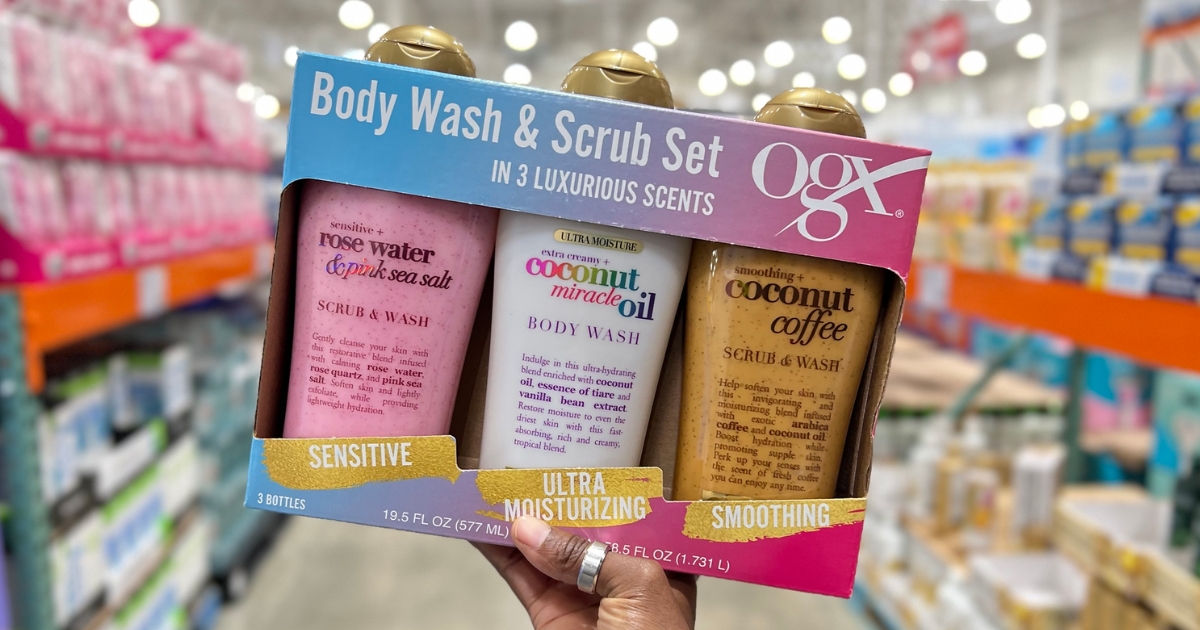 Body Wash & Scrub Set
IN 3 LUXURIOUS SCENTS
Ogx®
sensitive +
rose water
& pink sea salt
SCRUB & WASH
Gently cleanse your skin with
this restorative blend infused
with calming rose water,
rose quartz, and pink sea
salt. Soften skin and lightly
exfoliate, while providing
lightweight hydration.
ULTRA MOISTURE
extra creamy +
coconut
miracle
oil
BODY WASH
Indulge in this ultra-hydrating
blend enriched with coconut
oil, essence of tiare and
vanilla bean extract.
Restore moisture to even the
driest skin with this fast-
absorbing, rich and creamy,
tropical blend.
smoothing +
coconut
coffee
SCRUB & WASH
Help soften your skin with
this invigorating and
moisturizing blend infused
with exotic arabica
coffee and coconut oil.
Boost hydration while
promoting supple skin.
Perk up your senses with
the scent of fresh coffee
you can enjoy any time.
SENSITIVE
ULTRA
MOISTURIZING
SMOOTHING
3 BOTTLES
19.5 FL OZ (577 ML)
8.5 FL OZ (1.731 L)